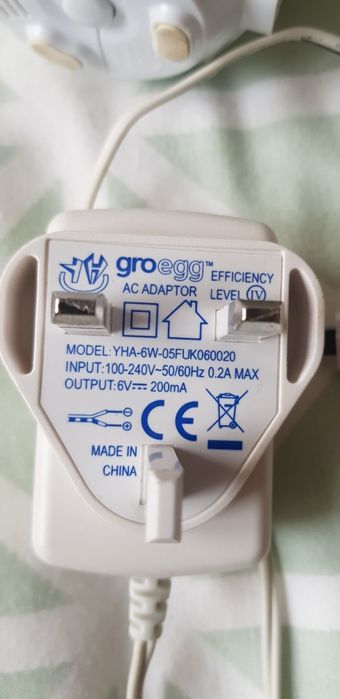 groegg™
EFFICIENCY
AC ADAPTOR
LEVEL IV
MODEL:YHA-6W-05FUK060020
INPUT:100-240V~50/60Hz 0.2A MAX
OUTPUT:6V⎓200mA
CE
MADE IN
CHINA